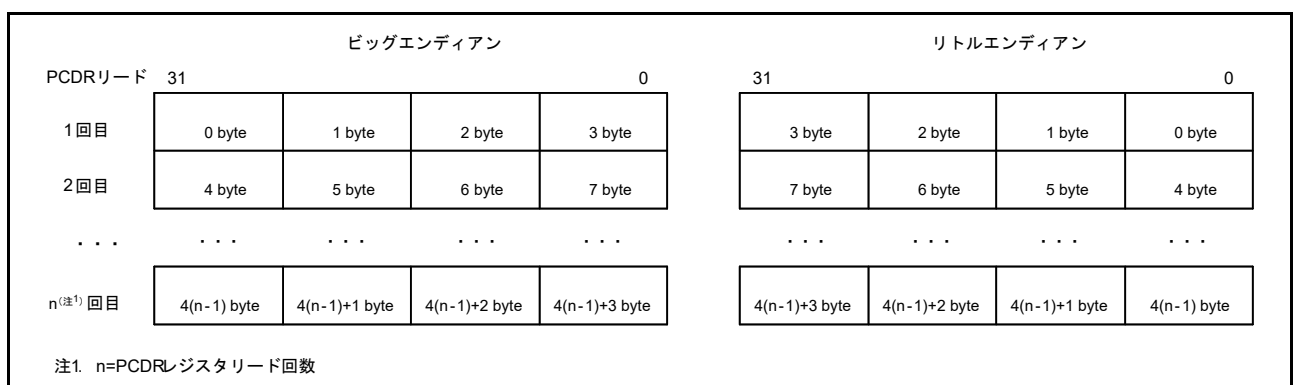 ビッグエンディアン リトルエンディアン
PCDRリード 31 0 31 0
1回目 0 byte 1 byte 2 byte 3 byte 3 byte 2 byte 1 byte 0 byte
2回目 4 byte 5 byte 6 byte 7 byte 7 byte 6 byte 5 byte 4 byte
・・・ ・・・ ・・・ ・・・ ・・・ ・・・ ・・・ ・・・ ・・・
n(注1)回目 4(n-1) byte 4(n-1)+1 byte 4(n-1)+2 byte 4(n-1)+3 byte 4(n-1)+3 byte 4(n-1)+2 byte 4(n-1)+1 byte 4(n-1) byte
注1. n=PCDRレジスタリード回数